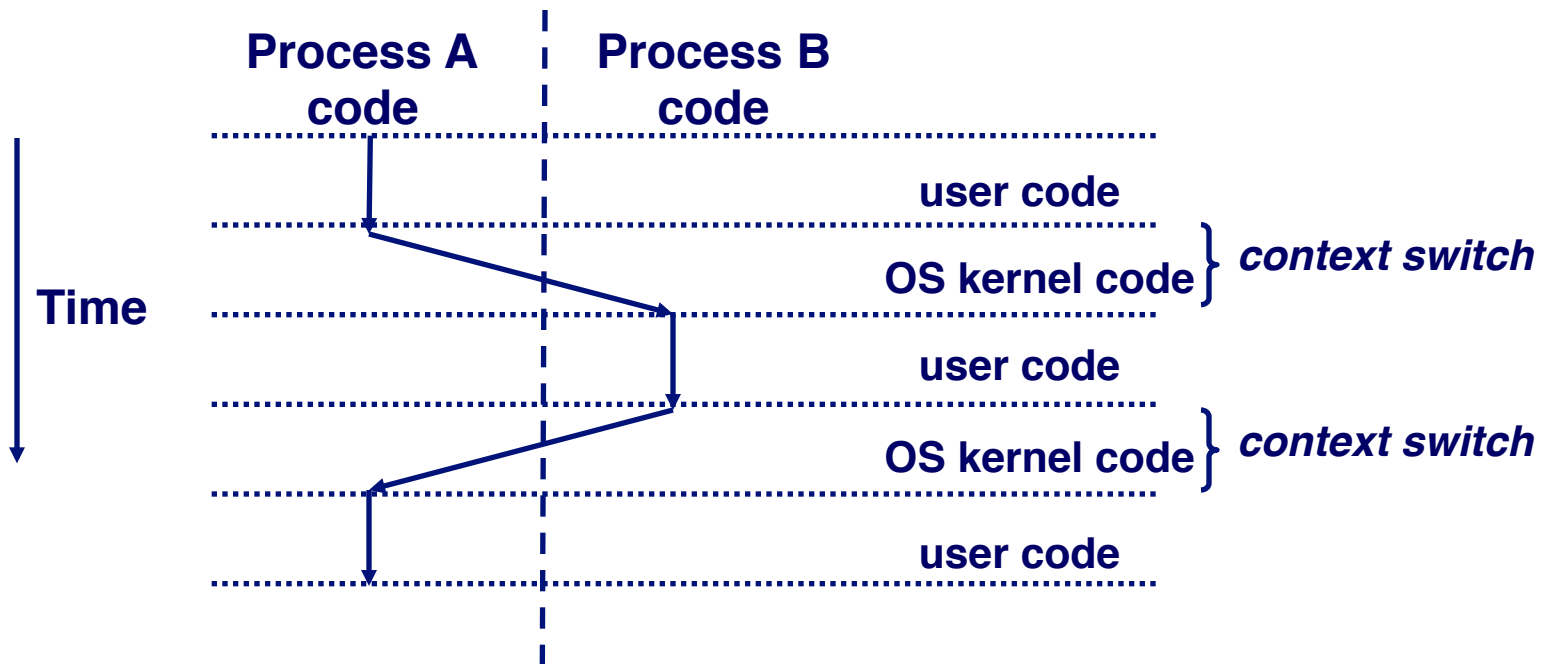 Process A
code
Process B
code
Time
user code
OS kernel code
context switch
user code
OS kernel code
context switch
user code